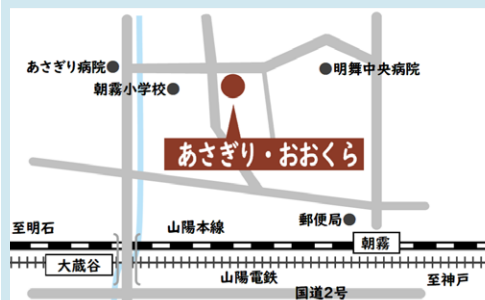 あさぎり病院
明舞中央病院
朝霧小学校
あさぎり・おおくら
郵便局
至明石
山陽本線
朝霧
大蔵谷
山陽電鉄
至神戸
国道2号